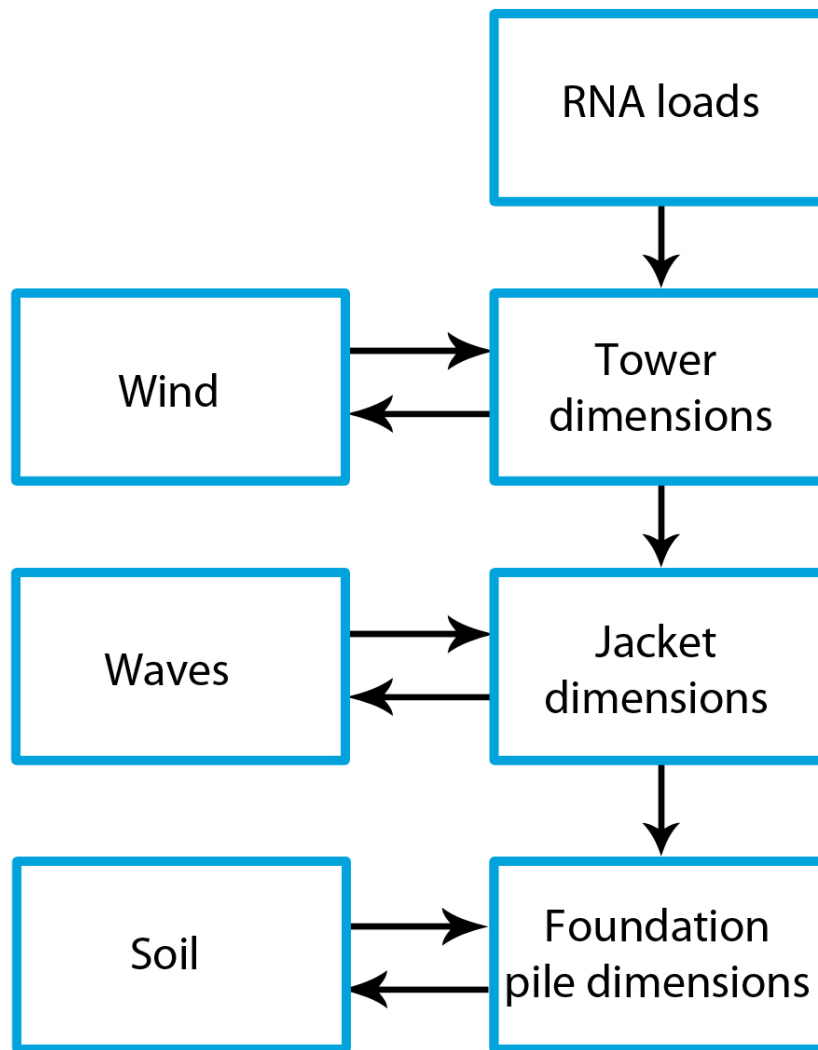 RNA loads
Wind
Tower
dimensions
Waves
Jacket
dimensions
Soil
Foundation
pile dimensions